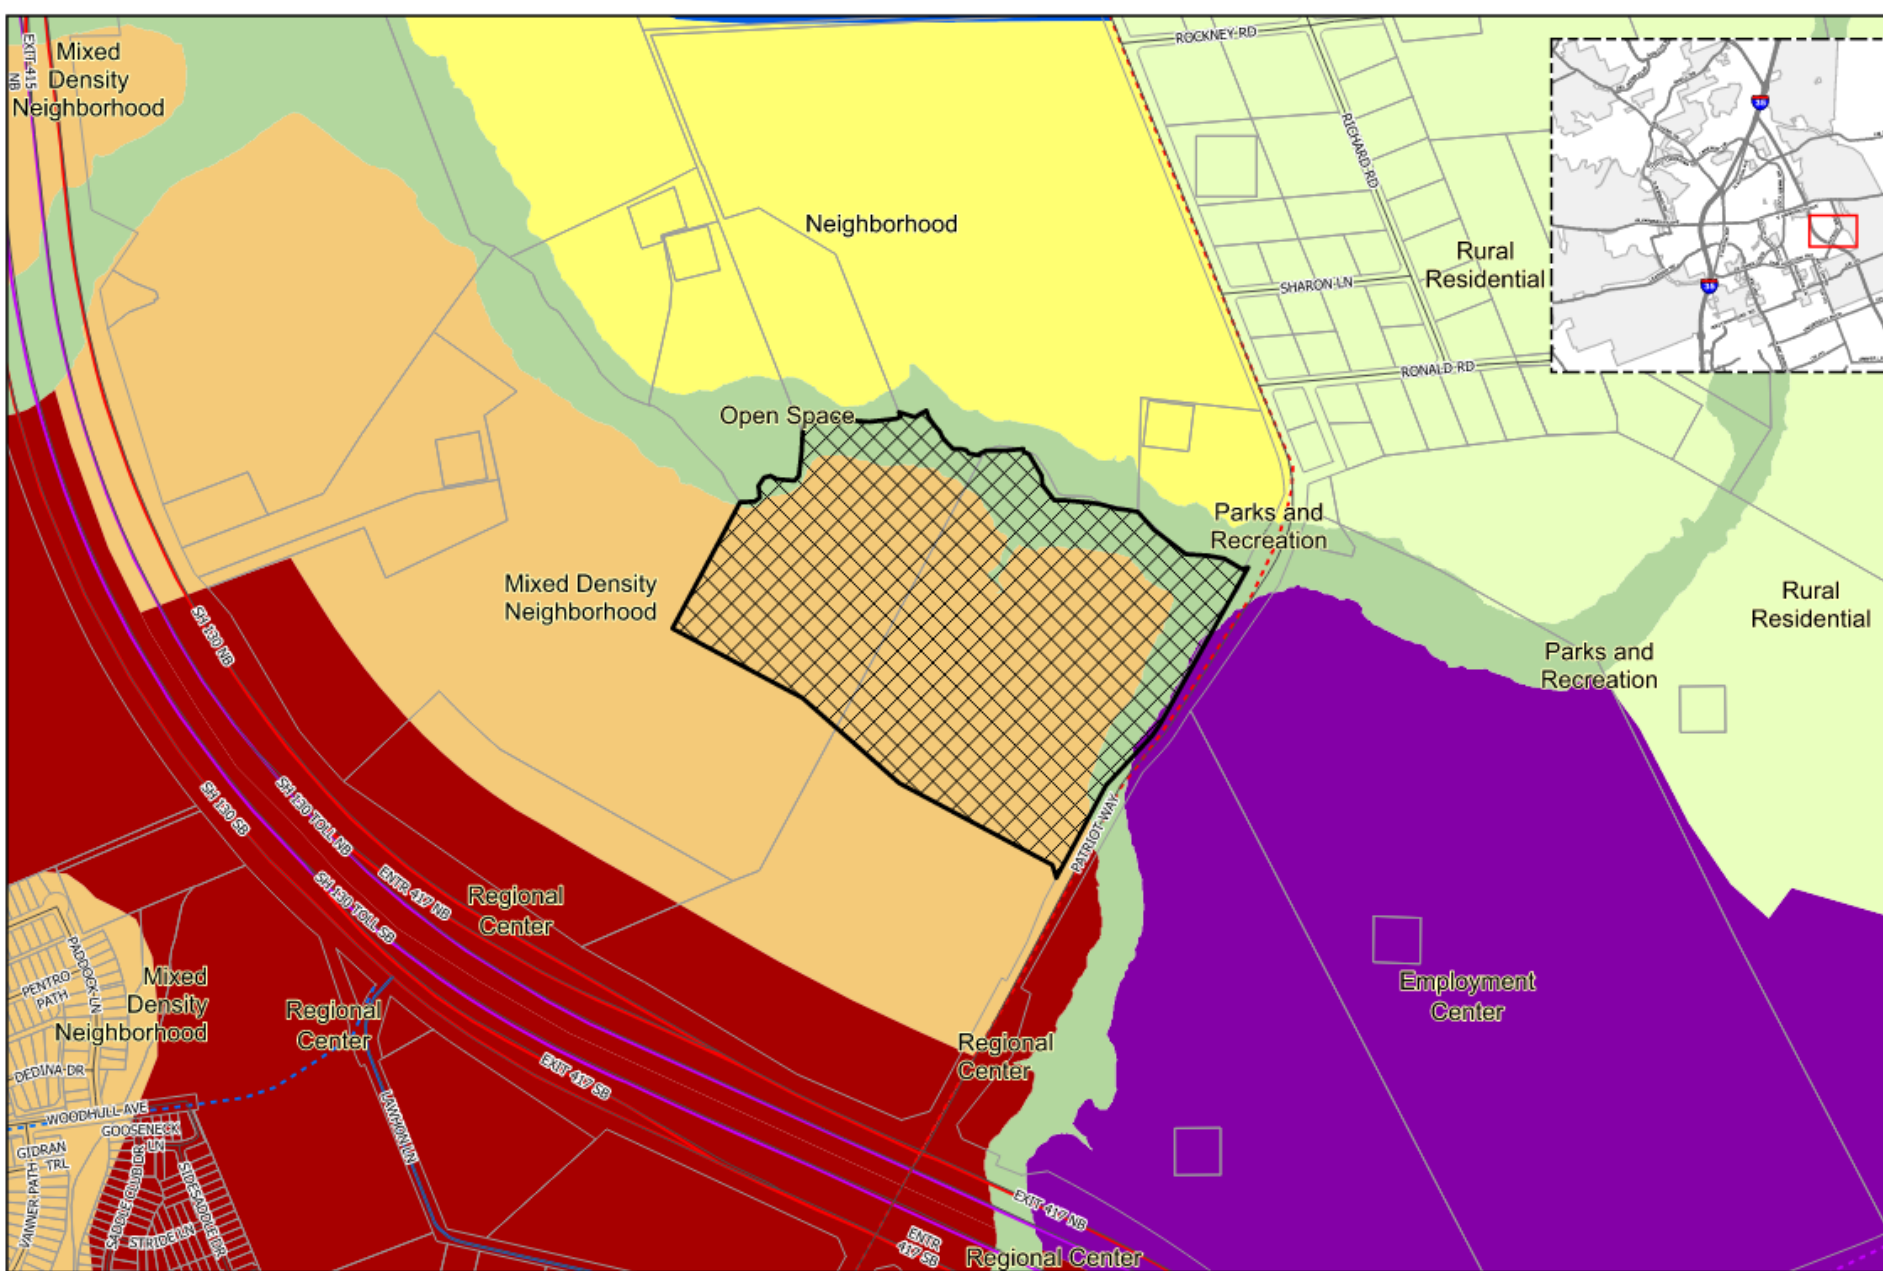 EXIT 415
NB
Mixed
Density
Neighborhood
ROCKNEY RD
RICHARD RD
Neighborhood
Rural
Residential
SHARON LN
RONALD RD
35
35
Open Space
Parks and
Recreation
Mixed Density
Neighborhood
Rural
Residential
Parks and
Recreation
SH 130 NB
SH 130 TOLL NB
SH 130 SB
ENTR 417 NB
SH 130 TOLL SB
PATRIOT WAY
Regional
Center
PADDOCK LN
PENTRO
PATH
Mixed
Density
Neighborhood
Regional
Center
Employment
Center
Regional
Center
DEDINA DR
EXIT 417 SB
WOODHULL AVE
LAWHON LN
GOOSENECK
LN
GIDRAN
TRL
VANNER PATH
SADDLE CLUB DR
SIDESADDLE DR
STRIDE LN
EXIT 417 NB
ENTR
417 SB
Regional Center